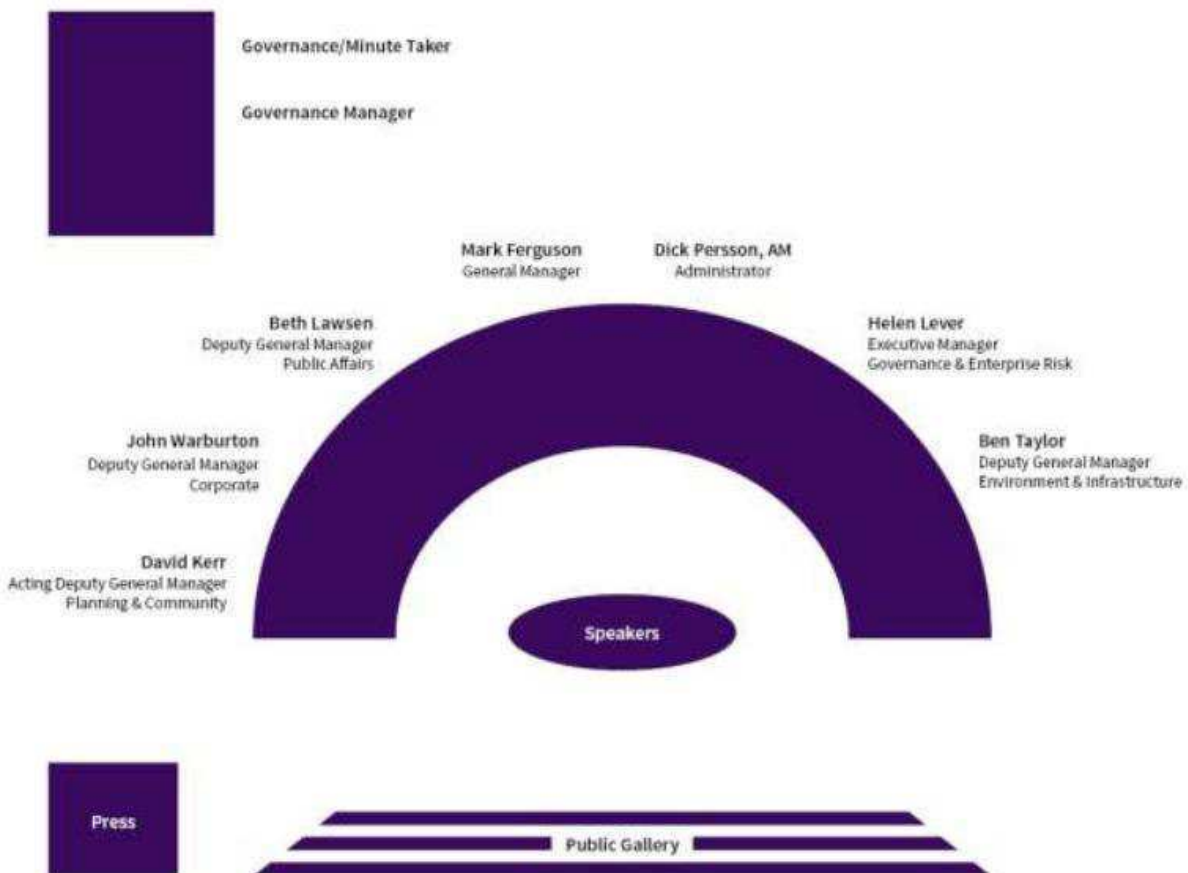 Governance/Minute Taker
Governance Manager
Mark Ferguson
General Manager
Dick Persson, AM
Administrator
Beth Lawsen
Deputy General Manager
Public Affairs
Helen Lever
Executive Manager
Governance & Enterprise Risk
John Warburton
Deputy General Manager
Corporate
Ben Taylor
Deputy General Manager
Environment & Infrastructure
David Kerr
Acting Deputy General Manager
Planning & Community
Speakers
Press
Public Gallery